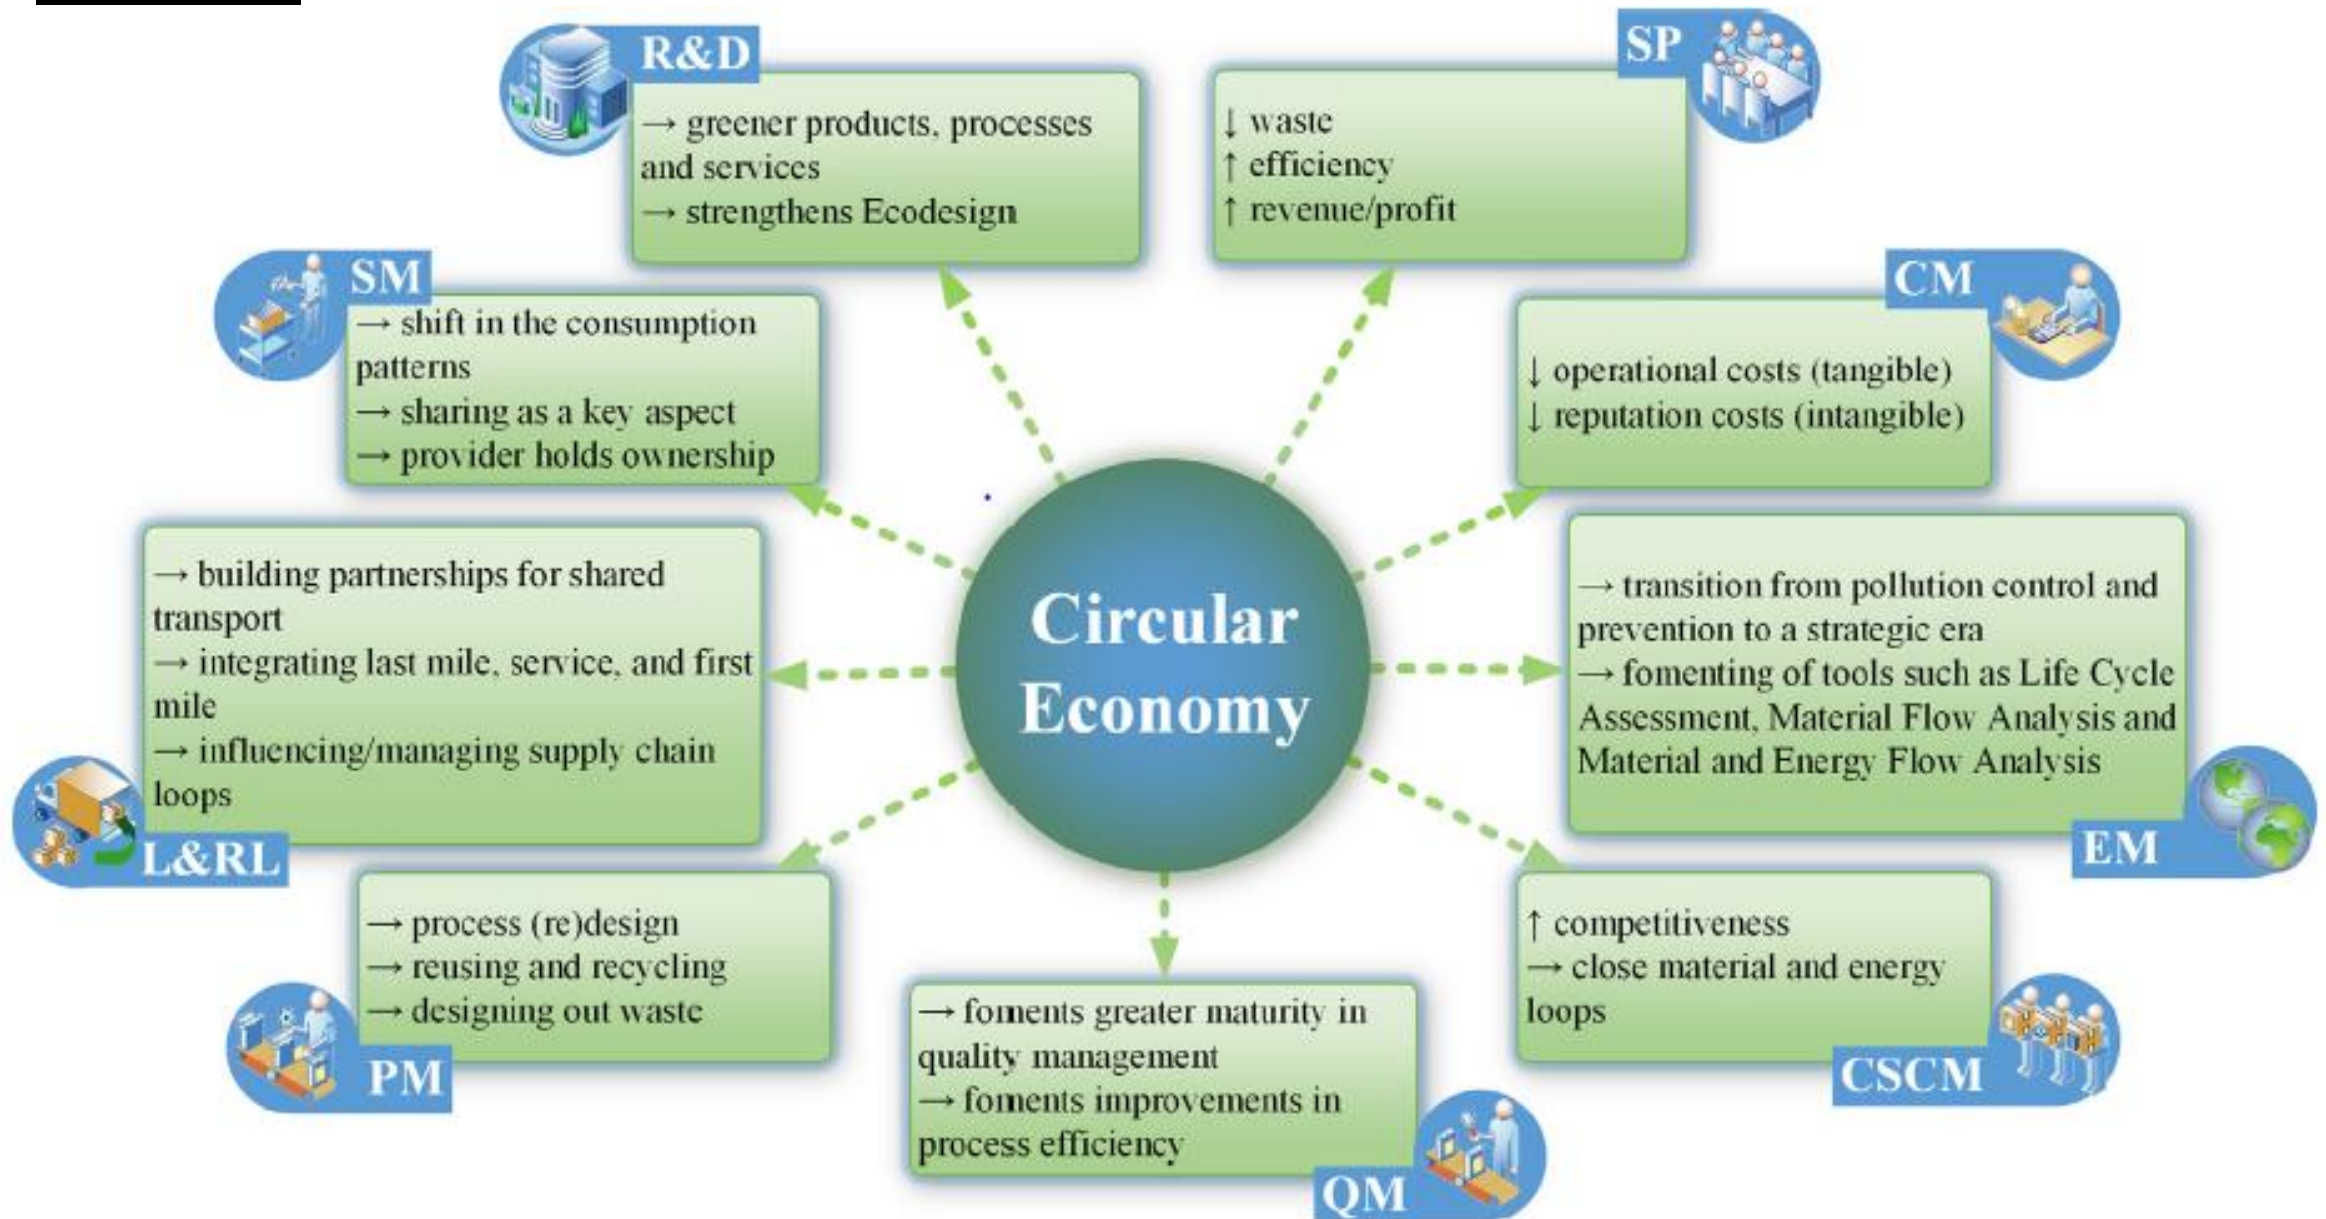 R&D
→ greener products, processes
and services
→ strengthens Ecodesign
SP
↓ waste
↑ efficiency
↑ revenue/profit
SM
→ shift in the consumption
patterns
→ sharing as a key aspect
→ provider holds ownership
CM
↓ operational costs (tangible)
↓ reputation costs (intangible)
→ building partnerships for shared
transport
→ integrating last mile, service, and first
mile
→ influencing/managing supply chain
loops
L&RL
Circular
Economy
→ transition from pollution control and
prevention to a strategic era
→ fomenting of tools such as Life Cycle
Assessment, Material Flow Analysis and
Material and Energy Flow Analysis
EM
→ process (re)design
→ reusing and recycling
→ designing out waste
PM
→ foments greater maturity in
quality management
→ foments improvements in
process efficiency
QM
↑ competitiveness
→ close material and energy
loops
CSCM